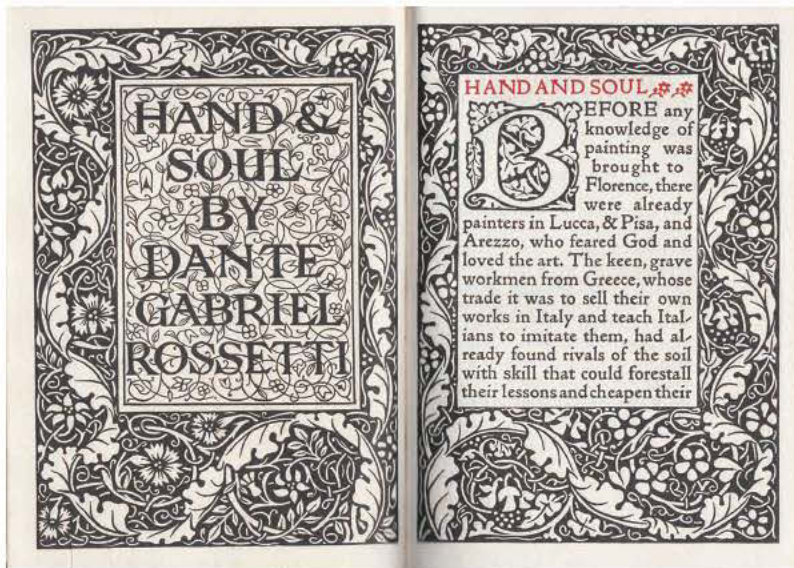 HAND &
SOUL
BY
DANTE
GABRIEL
ROSSETTI
HAND AND SOUL
BEFORE any
knowledge of
painting was
brought to
Florence, there
were already
painters in Lucca, & Pisa, and
Arezzo, who feared God and
loved the art. The keen, grave
workmen from Greece, whose
trade it was to sell their own
works in Italy and teach Ital-
ians to imitate them, had al-
ready found rivals of the soil
with skill that could forestall
their lessons and cheapen their